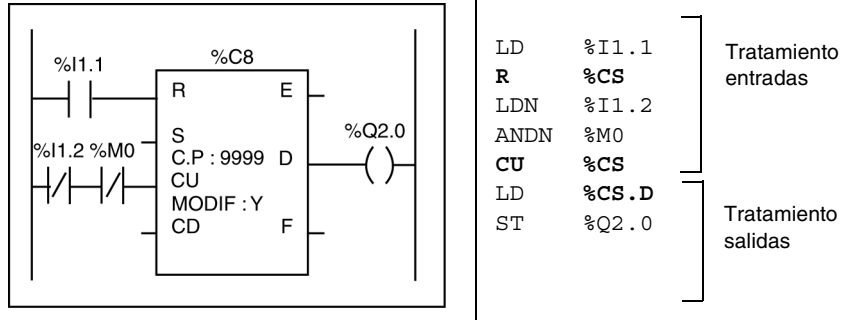 %C8
%I1.1
R E
S
%Q2.0
%I1.2 %M0
C.P : 9999 D
CU
MODIF : Y
CD F
LD %I1.1
R %CS
LDN %I1.2
ANDN %M0
CU %CS
LD %CS.D
ST %Q2.0
Tratamiento
entradas
Tratamiento
salidas